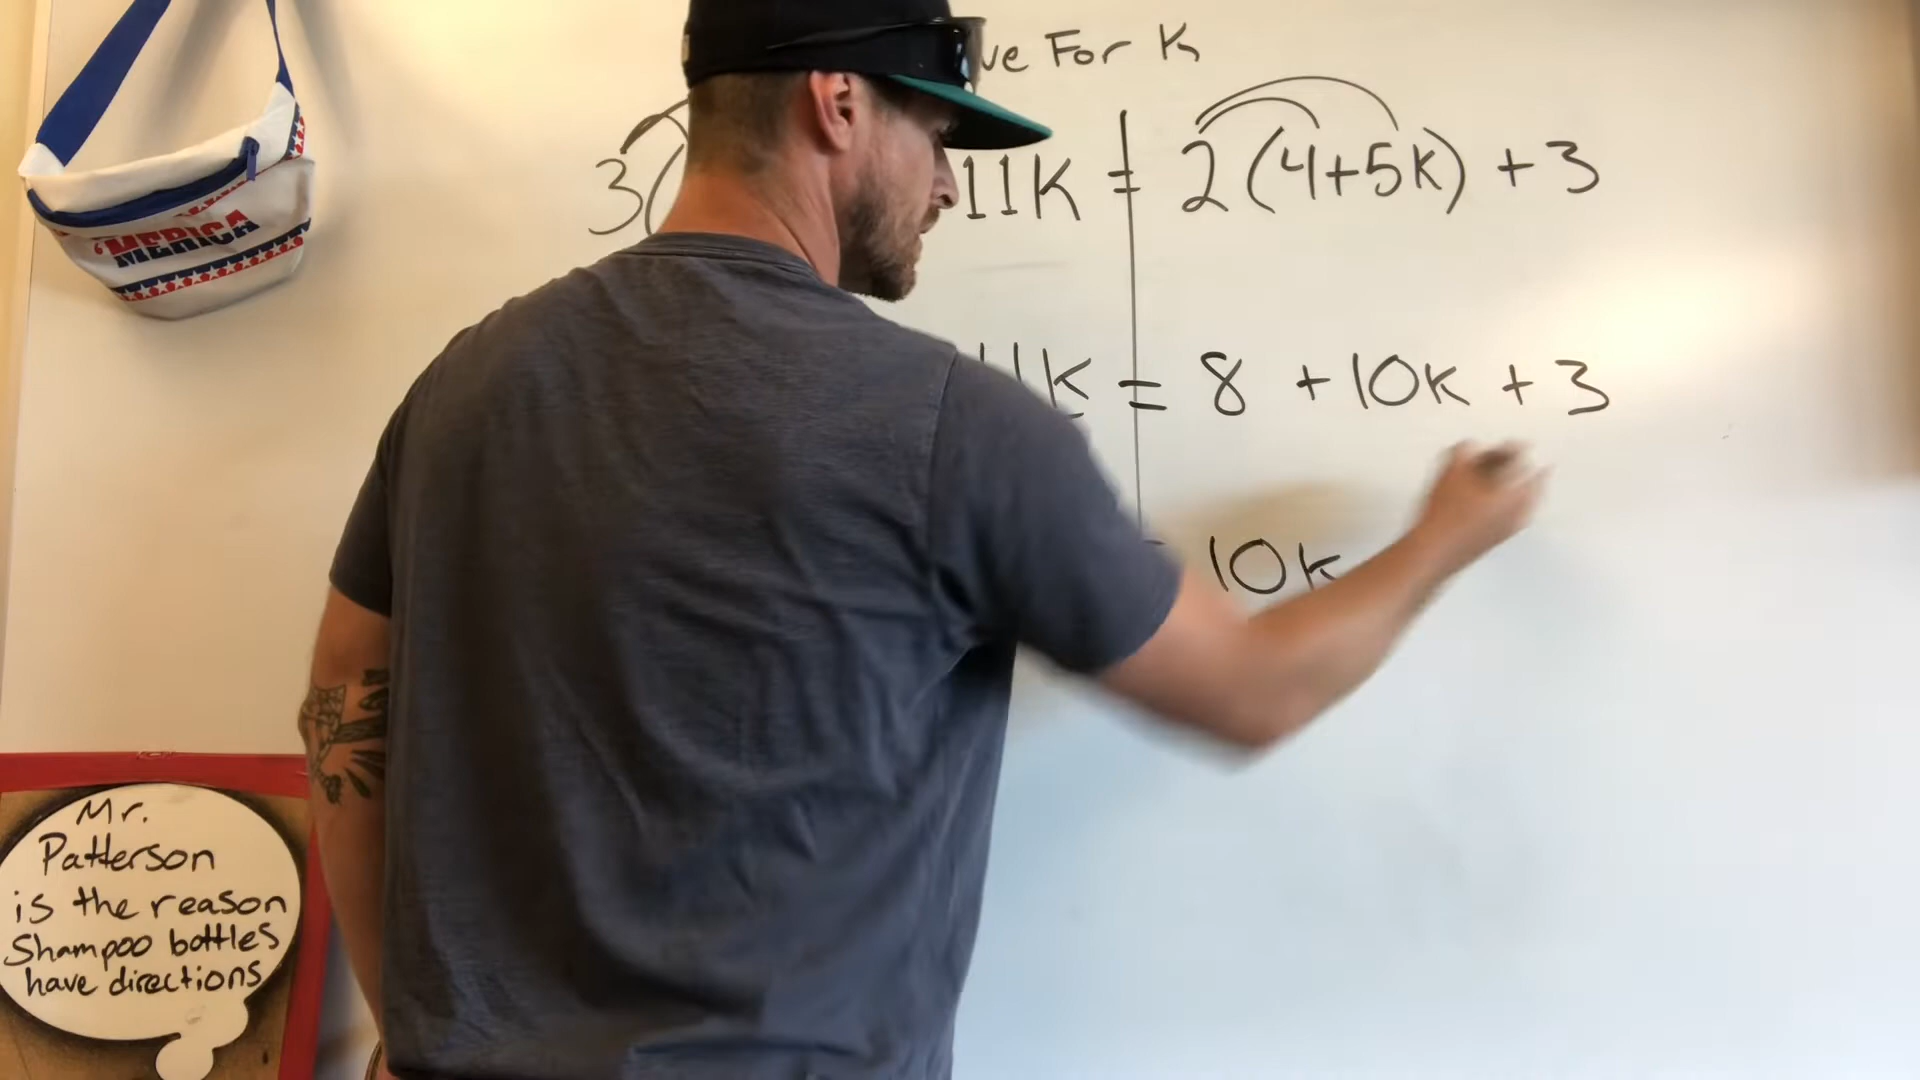 ve For K
3( 11K = 2(4+5K) + 3
1K = 8 + 10K + 3
10K
'MERICA
Mr.
Patterson
is the reason
Shampoo bottles
have directions